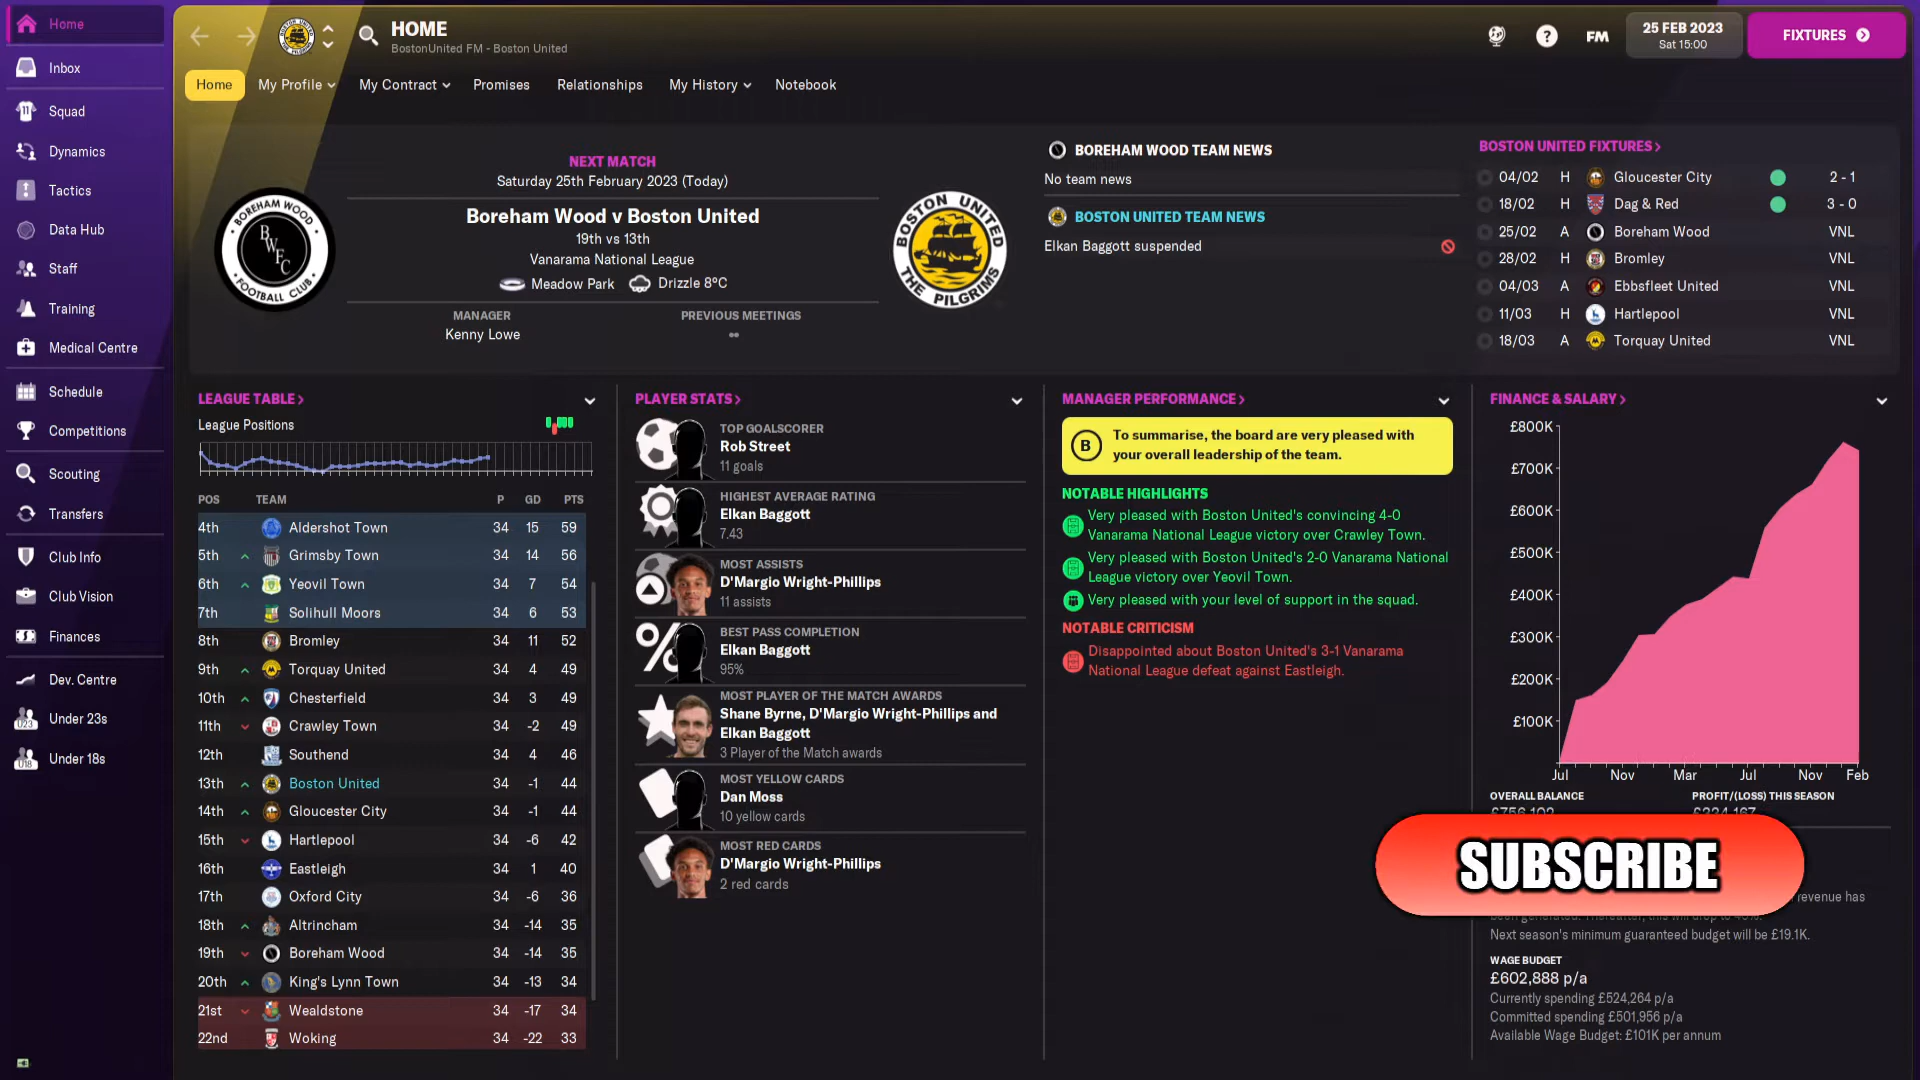 Home
Inbox
Squad
Dynamics
Tactics
Data Hub
Staff
Training
Medical Centre
Schedule
Competitions
Scouting
Transfers
Club Info
Club Vision
Finances
Dev. Centre
Under 23s
Under 18s
HOME
BostonUnited FM - Boston United
FM
25 FEB 2023
Sat 15:00
FIXTURES
Home My Profile My Contract Promises Relationships My History Notebook
NEXT MATCH
Saturday 25th February 2023 (Today)
Boreham Wood v Boston United
19th vs 13th
Vanarama National League
Meadow Park Drizzle 8°C
MANAGER
Kenny Lowe
PREVIOUS MEETINGS
BOREHAM WOOD
BWFC
FOOTBALL CLUB
BOSTON UNITED
THE PILGRIMS
BOREHAM WOOD TEAM NEWS
No team news
BOSTON UNITED TEAM NEWS
Elkan Baggott suspended
BOSTON UNITED FIXTURES
04/02 H Gloucester City 2 - 1
18/02 H Dag & Red 3 - 0
25/02 A Boreham Wood VNL
28/02 H Bromley VNL
04/03 A Ebbsfleet United VNL
11/03 H Hartlepool VNL
18/03 A Torquay United VNL
LEAGUE TABLE
League Positions
POS TEAM P GD PTS
4th Aldershot Town 34 15 59
5th Grimsby Town 34 14 56
6th Yeovil Town 34 7 54
7th Solihull Moors 34 6 53
8th Bromley 34 11 52
9th Torquay United 34 4 49
10th Chesterfield 34 3 49
11th Crawley Town 34 -2 49
12th Southend 34 4 46
13th Boston United 34 -1 44
14th Gloucester City 34 -1 44
15th Hartlepool 34 -6 42
16th Eastleigh 34 1 40
17th Oxford City 34 -6 36
18th Altrincham 34 -14 35
19th Boreham Wood 34 -14 35
20th King's Lynn Town 34 -13 34
21st Wealdstone 34 -17 34
22nd Woking 34 -22 33
PLAYER STATS
TOP GOALSCORER
Rob Street
11 goals
HIGHEST AVERAGE RATING
Elkan Baggott
7.43
MOST ASSISTS
D'Margio Wright-Phillips
11 assists
BEST PASS COMPLETION
Elkan Baggott
95%
MOST PLAYER OF THE MATCH AWARDS
Shane Byrne, D'Margio Wright-Phillips and
Elkan Baggott
3 Player of the Match awards
MOST YELLOW CARDS
Dan Moss
10 yellow cards
MOST RED CARDS
D'Margio Wright-Phillips
2 red cards
MANAGER PERFORMANCE
B
To summarise, the board are very pleased with
your overall leadership of the team.
NOTABLE HIGHLIGHTS
Very pleased with Boston United's convincing 4-0
Vanarama National League victory over Crawley Town.
Very pleased with Boston United's 2-0 Vanarama National
League victory over Yeovil Town.
Very pleased with your level of support in the squad.
NOTABLE CRITICISM
Disappointed about Boston United's 3-1 Vanarama
National League defeat against Eastleigh.
FINANCE & SALARY
£800K
£700K
£600K
£500K
£400K
£300K
£200K
£100K
Jul Nov Mar Jul Nov Feb
OVERALL BALANCE PROFIT/(LOSS) THIS SEASON
SUBSCRIBE
revenue has
Next season's minimum guaranteed budget will be £19.1K.
WAGE BUDGET
£602,888 p/a
Currently spending £524,264 p/a
Committed spending £501,956 p/a
Available Wage Budget: £101K per annum